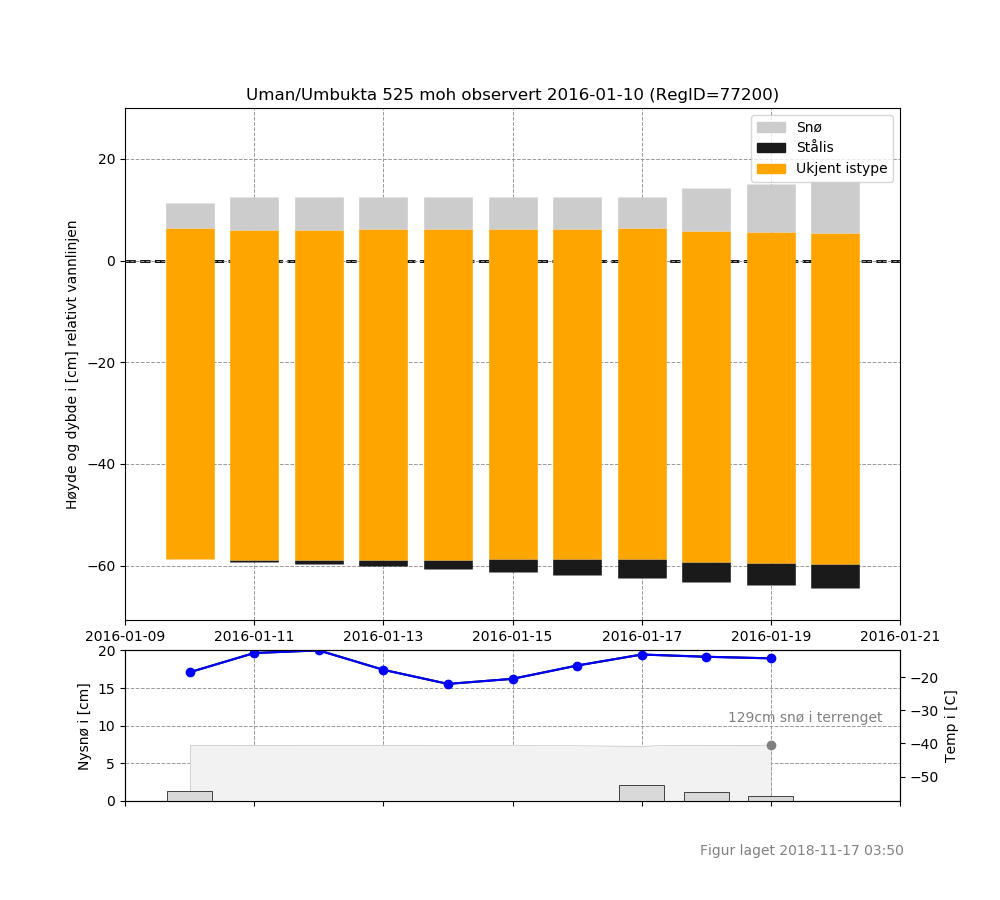 Uman/Umbukta 525 moh observert 2016-01-10 (RegID=77200)
Snø
Stålis
Ukjent istype
Høyde og dybde i [cm] relativt vannlinjen
20
0
−20
−40
−60
2016-01-09 2016-01-11 2016-01-13 2016-01-15 2016-01-17 2016-01-19 2016-01-21
Nysnø i [cm]
20
15
10
5
0
129cm snø i terrenget
−20
−30
−40
−50
Temp i [C]
Figur laget 2018-11-17 03:50